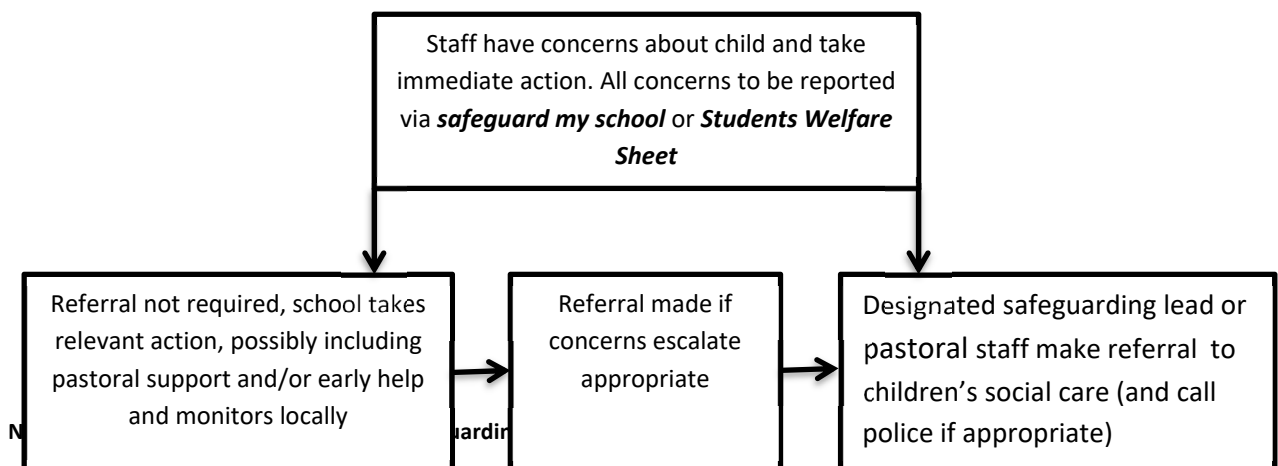 Staff have concerns about child and take
immediate action. All concerns to be reported
via safeguard my school or Students Welfare
Sheet
Referral not required, school takes
relevant action, possibly including
pastoral support and/or early help
and monitors locally
Referral made if
concerns escalate
appropriate
Designated safeguarding lead or
pastoral staff make referral to
children’s social care (and call
police if appropriate)